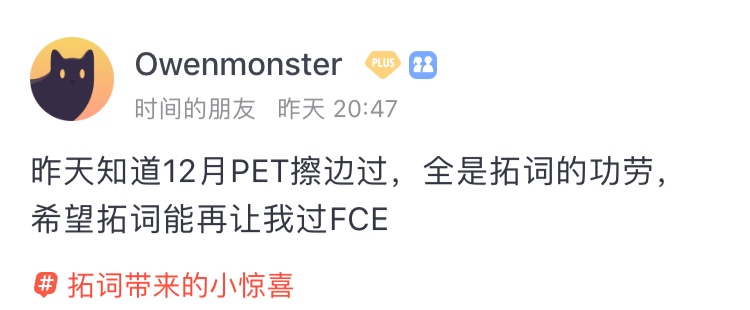 Owenmonster PLUS
时间的朋友 昨天 20:47
昨天知道12月PET擦边过，全是拓词的功劳，
希望拓词能再让我过FCE
# 拓词带来的小惊喜